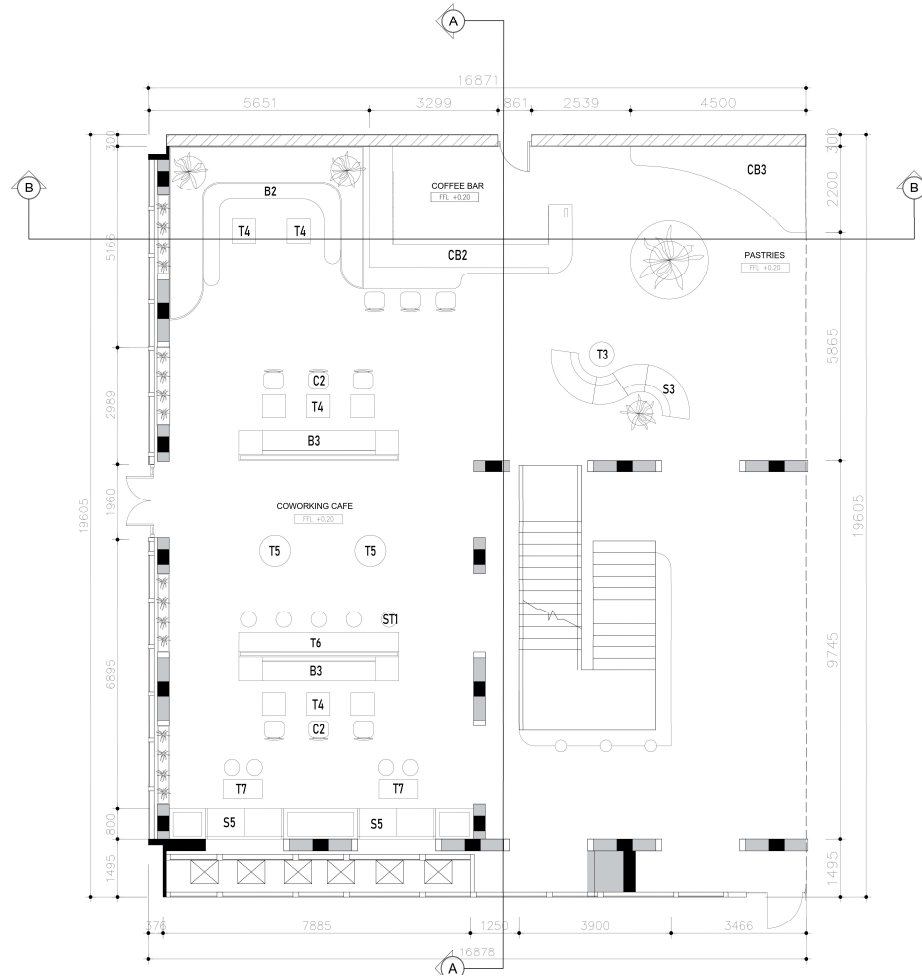 A
16871
5651 3299 861 2539 4500
300
300
COFFEE BAR
FFL +0.20
CB3
2200
B
B
B2
T4 T4
5166
CB2
PASTRIES
FFL +0.20
T3
5865
C2
S3
T4
2989
B3
19605
19605
COWORKING CAFE
FFL +0.20
1960
T5 T5
ST1
T6
B3
6895
9745
T4
C2
T7 T7
S5 S5
800
1495
1495
376 7885 1250 3900 3466
16878
A